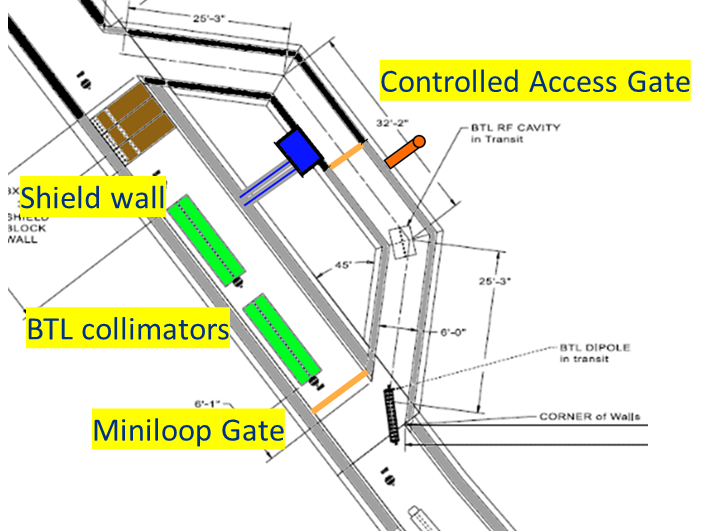 25'-3"
Controlled Access Gate
32'-2"
BTL RF CAVITY
in Transit
Shield wall
SHIELD
BLOCK
WALL
45'
25'-3"
BTL collimators
6'-0"
BTL DIPOLE
in transit
6'-1"
Miniloop Gate
CORNER of Walls